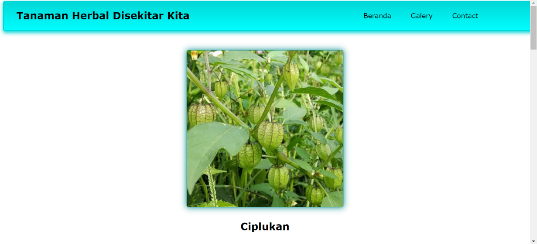 Tanaman Herbal Disekitar Kita
Beranda Galery Contact
Ciplukan